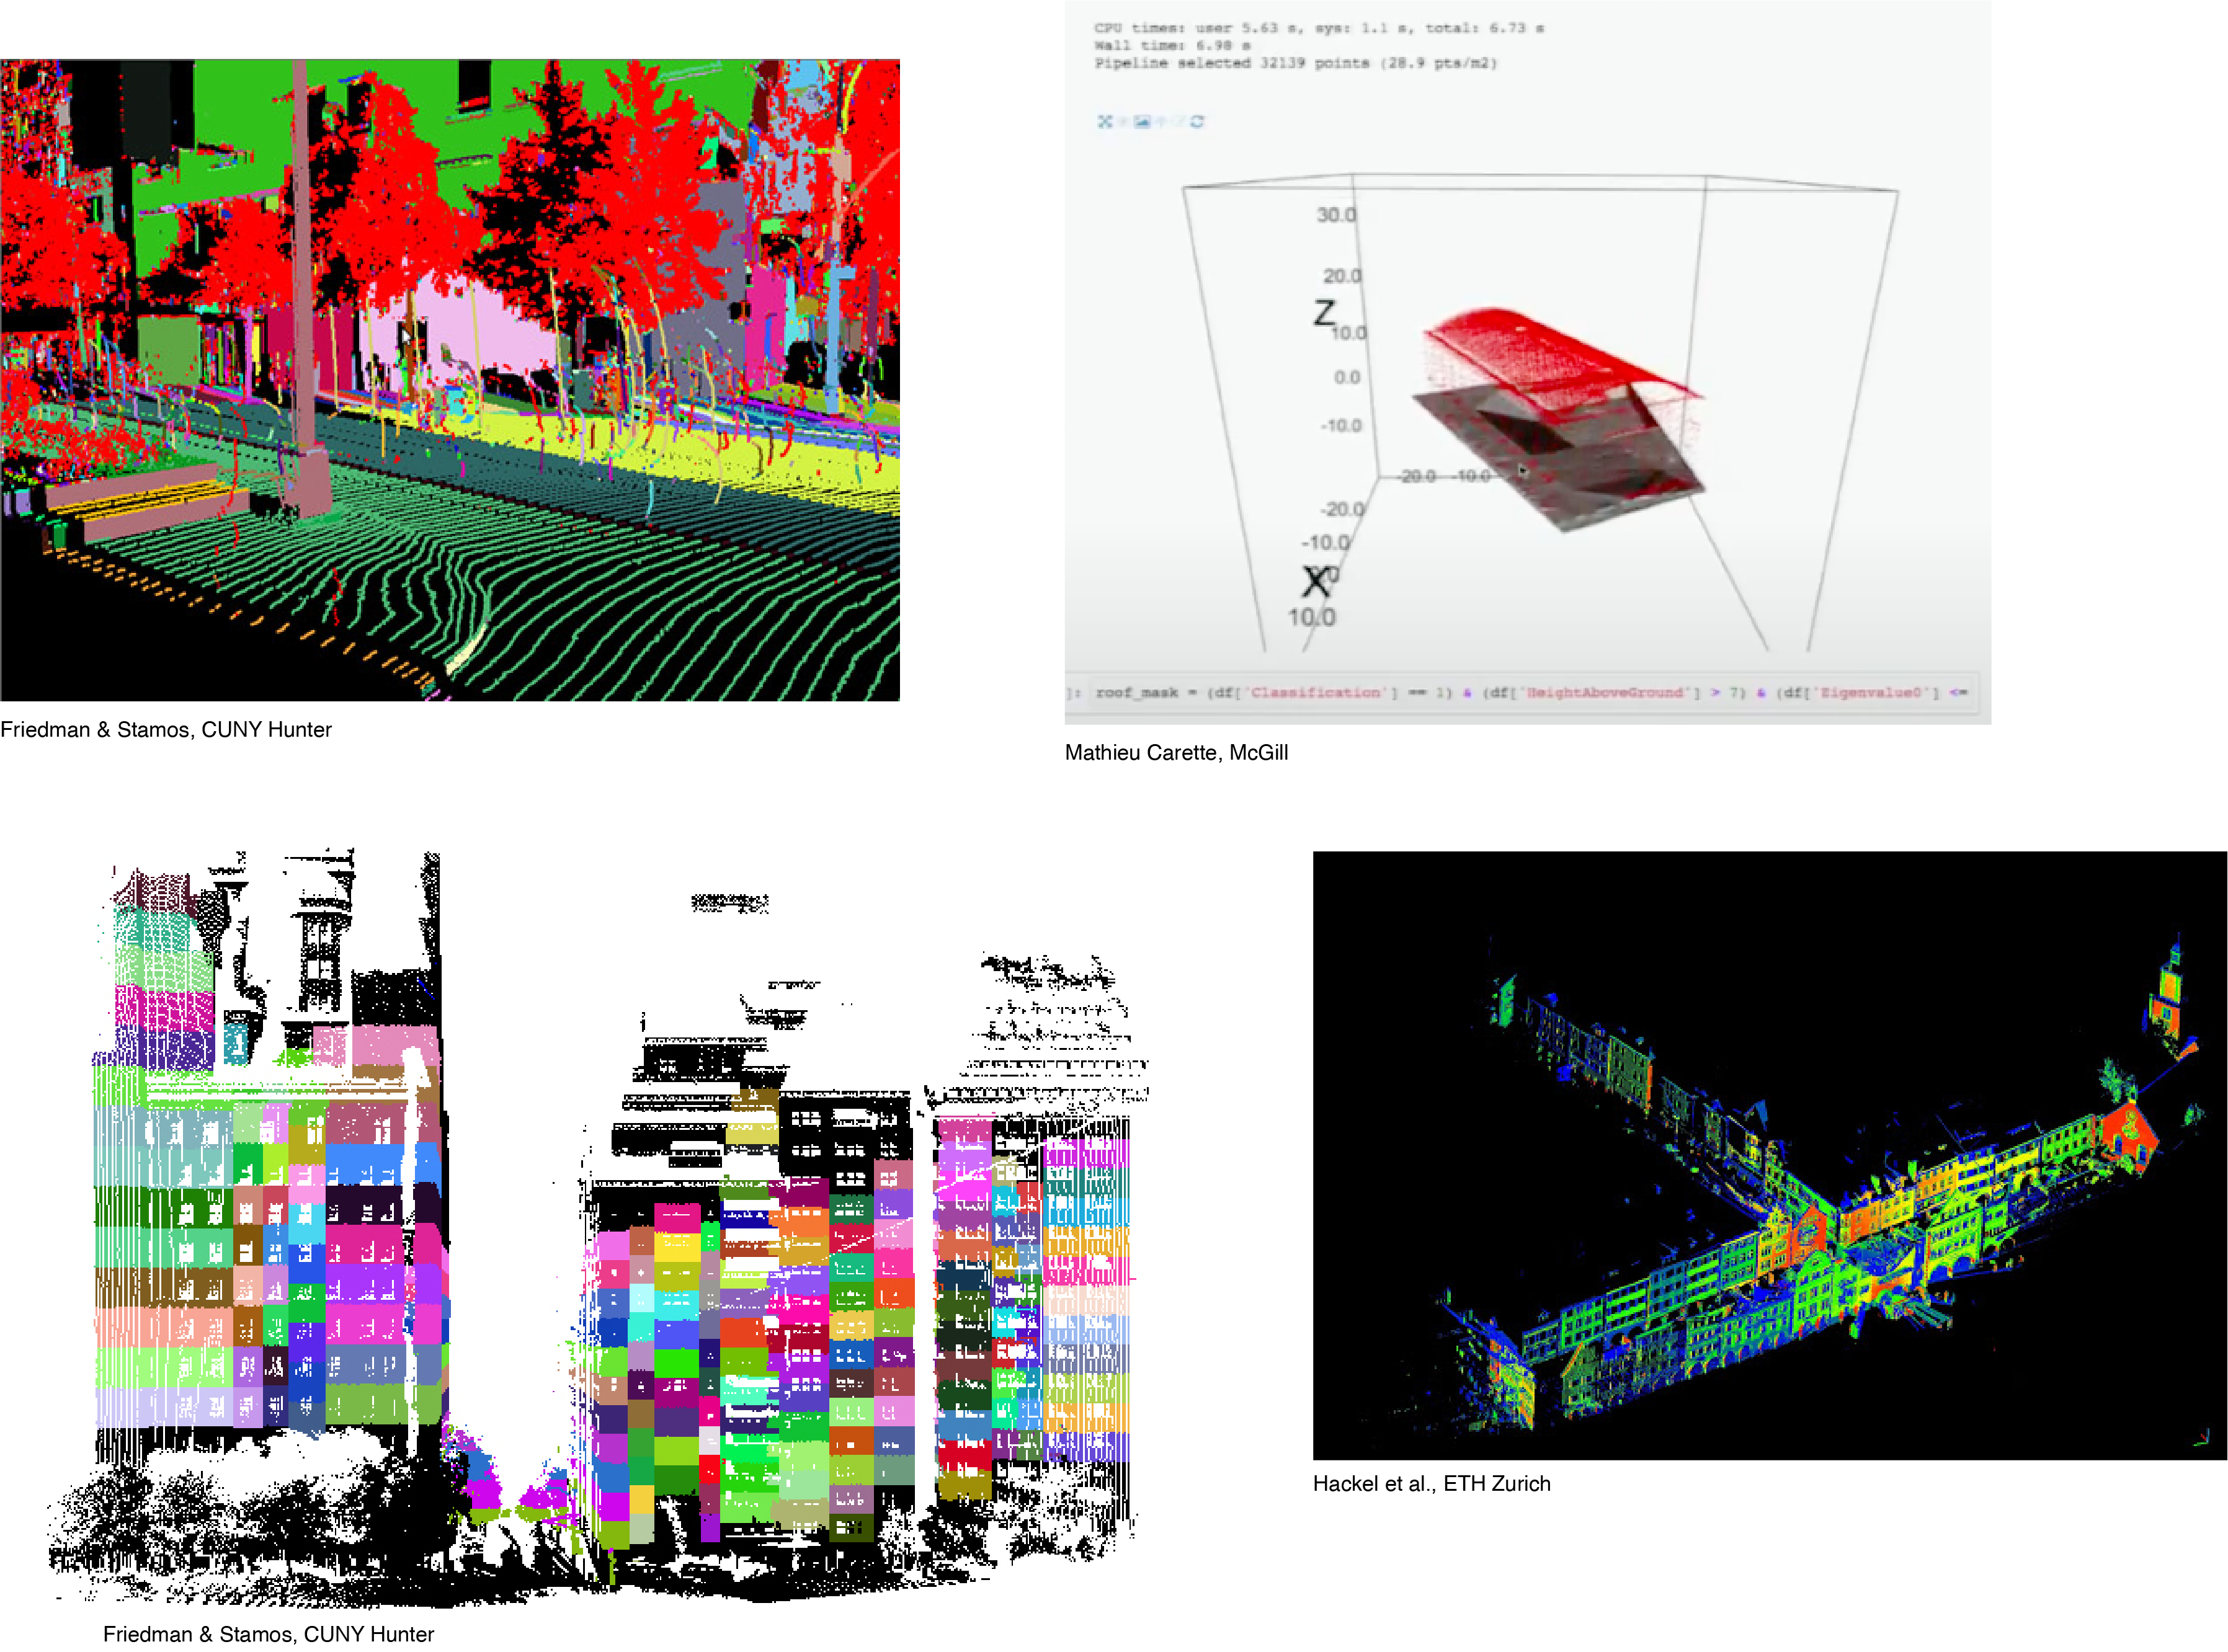 CPU times: user 5.63 s, sys: 1.1 s, total: 6.73 s
Wall time: 6.98 s
Pipeline selected 32139 points (28.9 pts/m2)
30.0
20.0
Z
10.0
0.0
-10.0
-20.0 -10.0
-20.0
-10.0
X
10.0
]: roof_mask = (df['Classification'] == 1) & (df['HeightAboveGround'] > 7) & (df['Eigenvalue0'] <=
Friedman & Stamos, CUNY Hunter
Mathieu Carette, McGill
Hackel et al., ETH Zurich
Friedman & Stamos, CUNY Hunter